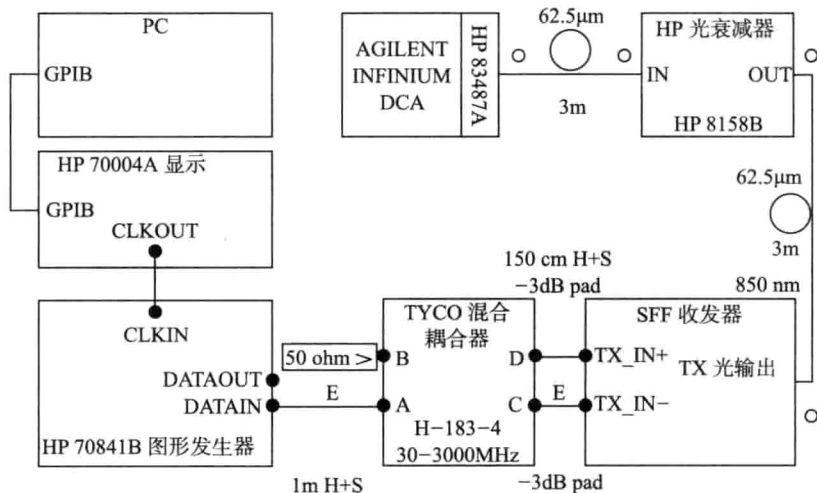 PC
GPIB
AGILENT
INFINIUM
DCA
HP 83487A
62.5μm
3m
HP 光衰减器
IN
OUT
HP 8158B
HP 70004A 显示
GPIB
CLKOUT
62.5μm
3m
150 cm H+S
−3dB pad
850 nm
CLKIN
DATAOUT
DATAIN
HP 70841B 图形发生器
50 ohm >
E
1m H+S
TYCO 混合
耦合器
B
A
D
C
H−183−4
30−3000MHz
E
−3dB pad
SFF 收发器
TX_IN+
TX 光输出
TX_IN−